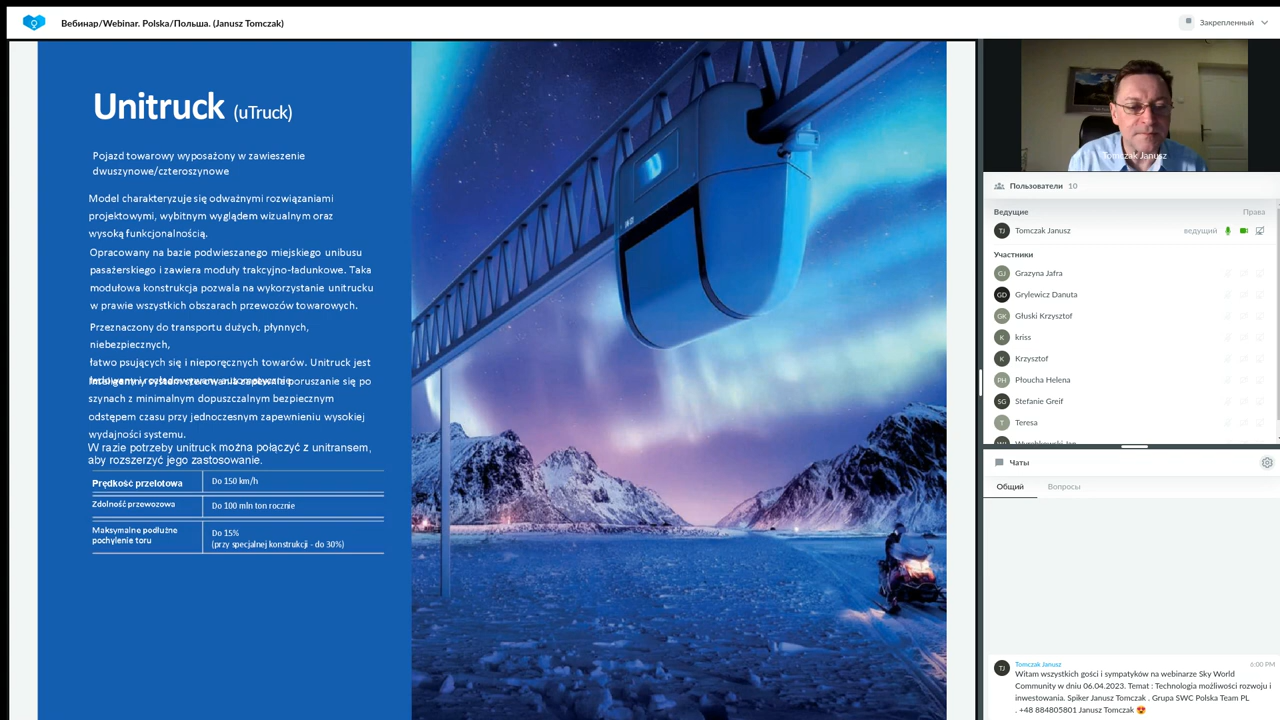 Вебинар/Webinar. Polska/Польша. (Janusz Tomczak)
Закрепленный
Unitruck (uTruck)
Pojazd towarowy wyposażony w zawieszenie
dwuszynowe/czteroszynowe
Model charakteryzuje się odważnymi rozwiązaniami
projektowymi, wybitnym wyglądem wizualnym oraz
wysoką funkcjonalnością.
Opracowany na bazie podwieszanego miejskiego unibusu
pasażerskiego i zawiera moduły trakcyjno-ładunkowe. Taka
modułowa konstrukcja pozwala na wykorzystanie unitrucku
w prawie wszystkich obszarach przewozów towarowych.
Przeznaczony do transportu dużych, płynnych,
niebezpiecznych,
łatwo psujących się i nieporęcznych towarów. Unitruck jest
poruszanie się po
szynach z minimalnym dopuszczalnym bezpiecznym
odstępem czasu przy jednoczesnym zapewnieniu wysokiej
wydajności systemu.
W razie potrzeby unitruck można połączyć z unitransem,
aby rozszerzyć jego zastosowanie.
Prędkość przelotowa
Do 150 km/h
Zdolność przewozowa
Do 100 mln ton rocznie
Maksymalne podłużne
pochylenie toru
Do 15%
(przy specjalnej konstrukcji - do 30%)
Tomczak Janusz
Пользователи 10
Ведущие Права
TJ Tomczak Janusz ведущий
Участники
GJ Grazyna Jafra
GD Grylewicz Danuta
GK Głuski Krzysztof
K kriss
K Krzysztof
PH Płoucha Helena
SG Stefanie Greif
T Teresa
Чаты
Общий Вопросы
TJ Tomczak Janusz 6:00 PM
Witam wszystkich gości i sympatyków na webinarze Sky World
Community w dniu 06.04.2023. Temat : Technologia możliwości rozwoju i
inwestowania. Spiker Janusz Tomczak . Grupa SWC Polska Team PL
. +48 884805801 Janusz Tomczak 😍